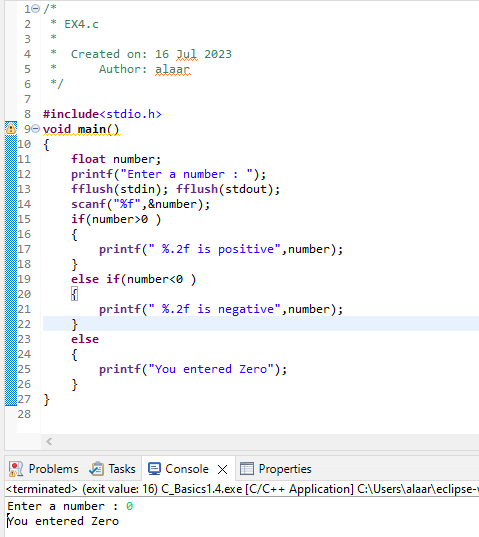 1 /*
2  * EX4.c
3  *
4  *  Created on: 16 Jul 2023
5  *      Author: alaar
6  */
7
8 #include<stdio.h>
9 void main()
10 {
11     float number;
12     printf("Enter a number : ");
13     fflush(stdin); fflush(stdout);
14     scanf("%f",&number);
15     if(number>0 )
16     {
17         printf(" %.2f is positive",number);
18     }
19     else if(number<0 )
20     {
21         printf(" %.2f is negative",number);
22     }
23     else
24     {
25         printf("You entered Zero");
26     }
27 }
28
Problems Tasks Console Properties
<terminated> (exit value: 16) C_Basics1.4.exe [C/C++ Application] C:\Users\alaar\eclipse-
Enter a number : 0
You entered Zero